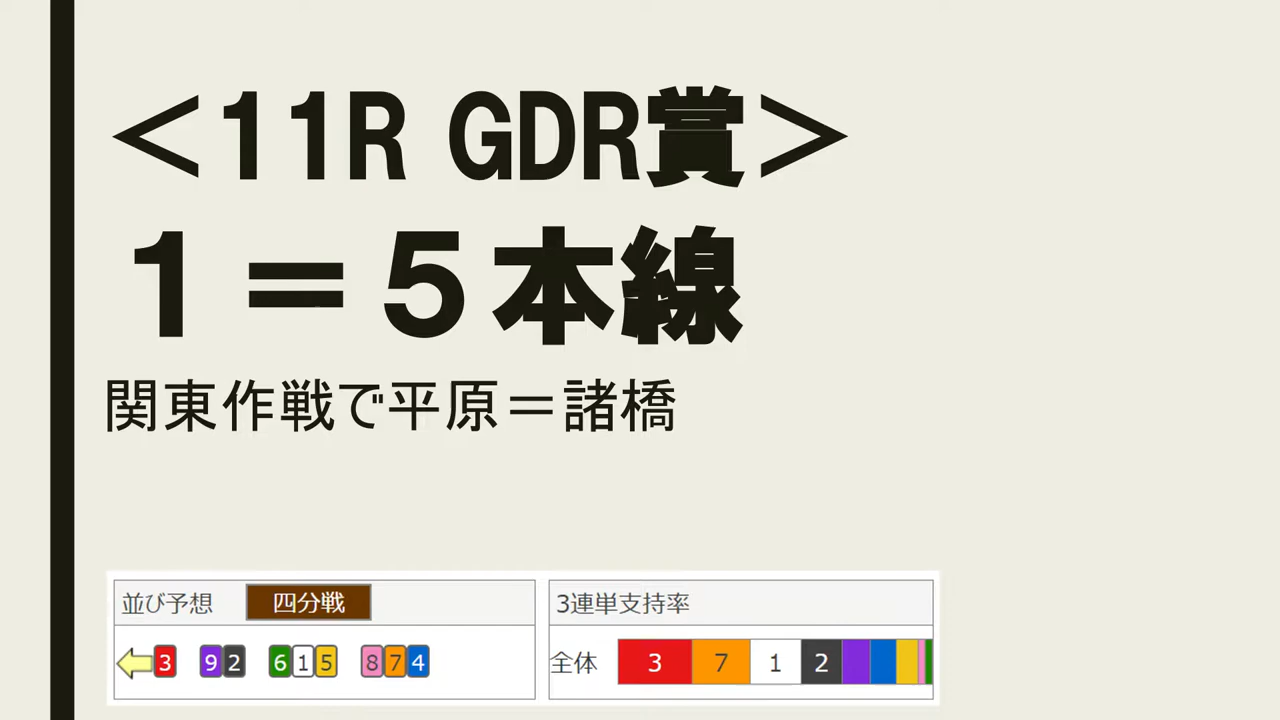 ＜11R GDR賞＞
１＝５本線
関東作戦で平原＝諸橋
並び予想 四分戦 3連単支持率
3 9 2 6 1 5 8 7 4 全体 3 7 1 2